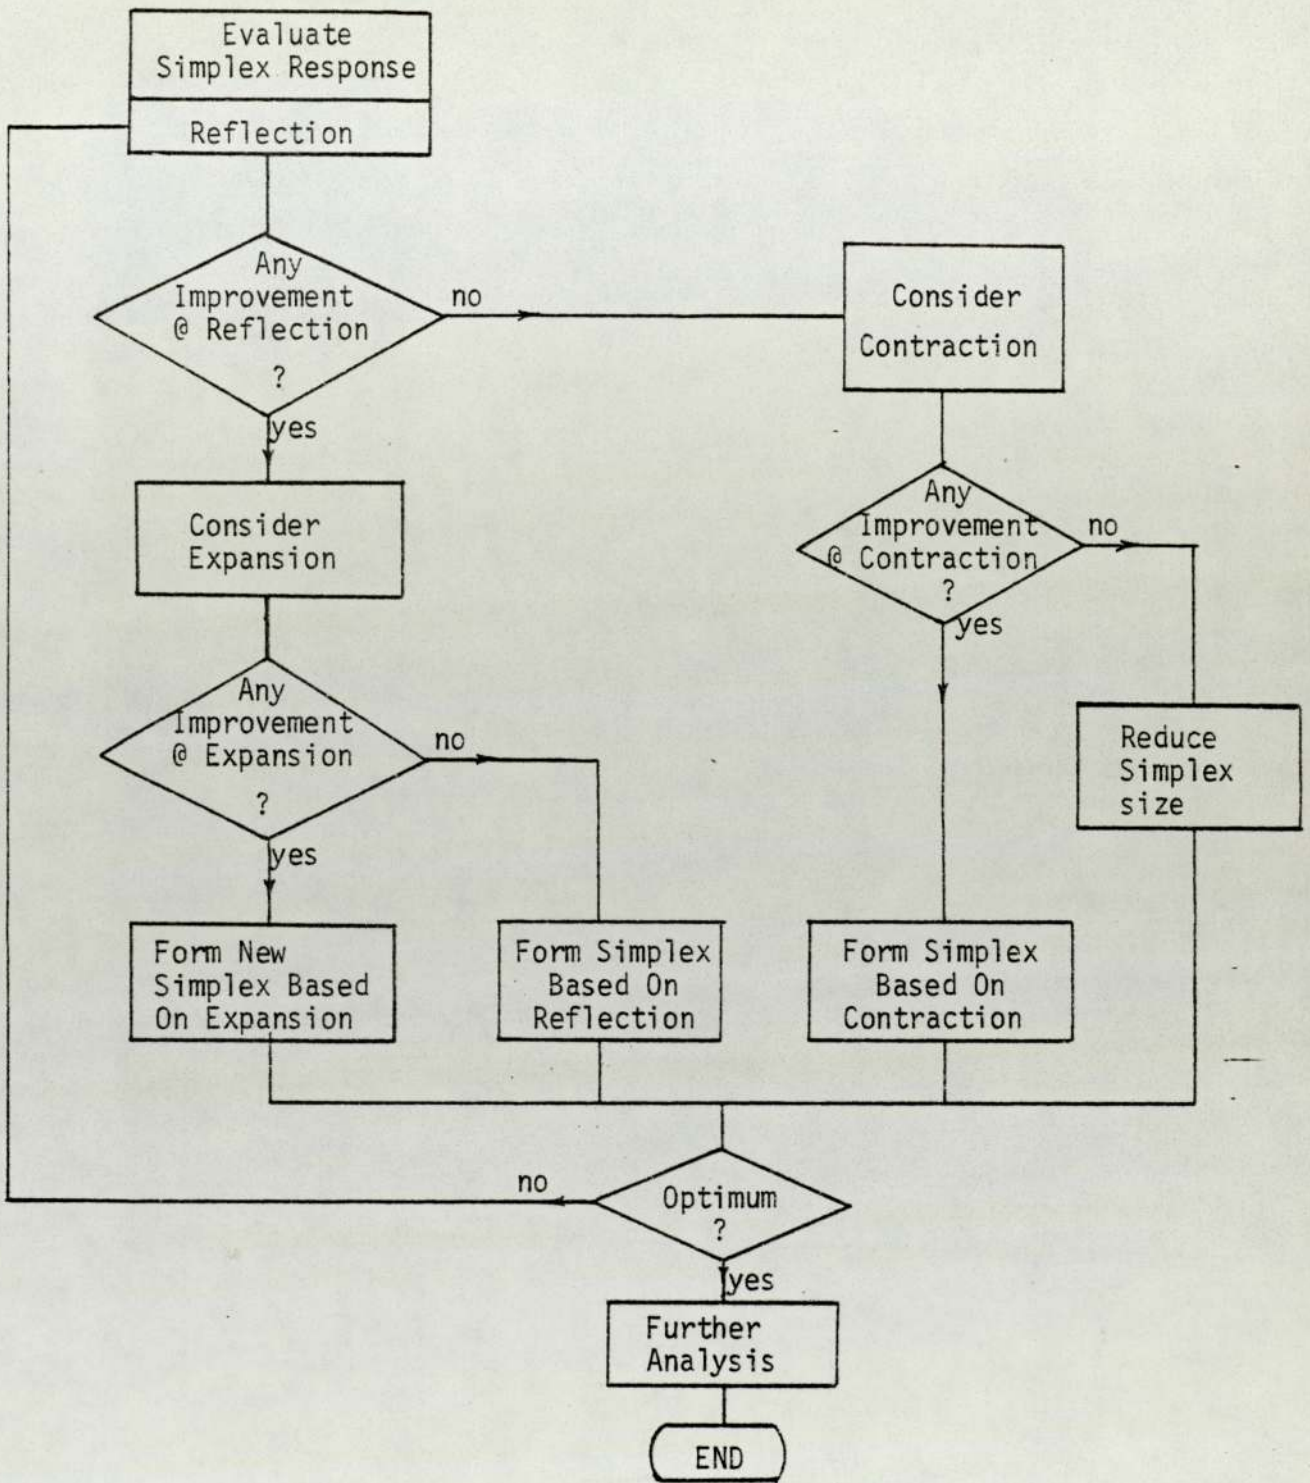 Evaluate
Simplex Response
Reflection
Any
Improvement
@ Reflection
?
no
yes
Consider
Contraction
Consider
Expansion
Any
Improvement
@ Contraction
?
no
yes
Any
Improvement
@ Expansion
?
no
yes
Reduce
Simplex
size
Form New
Simplex Based
On Expansion
Form Simplex
Based On
Reflection
Form Simplex
Based On
Contraction
Optimum
?
no
yes
Further
Analysis
END